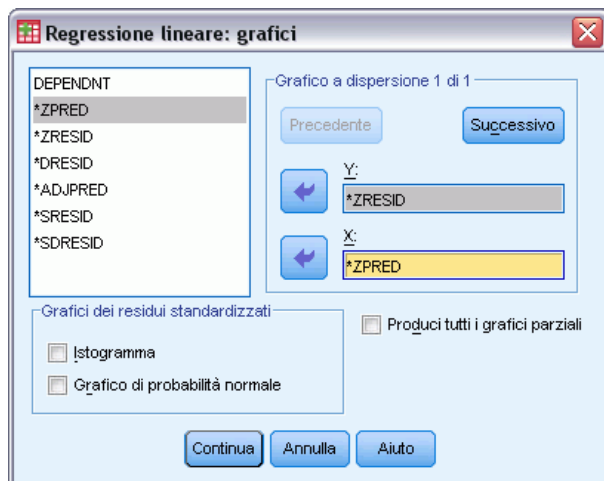 Regressione lineare: grafici
DEPENDNT
*ZPRED
*ZRESID
*DRESID
*ADJPRED
*SRESID
*SDRESID
Grafico a dispersione 1 di 1
Precedente
Successivo
Y:
*ZRESID
X:
*ZPRED
Grafici dei residui standardizzati
Istogramma
Grafico di probabilità normale
Produci tutti i grafici parziali
Continua
Annulla
Aiuto